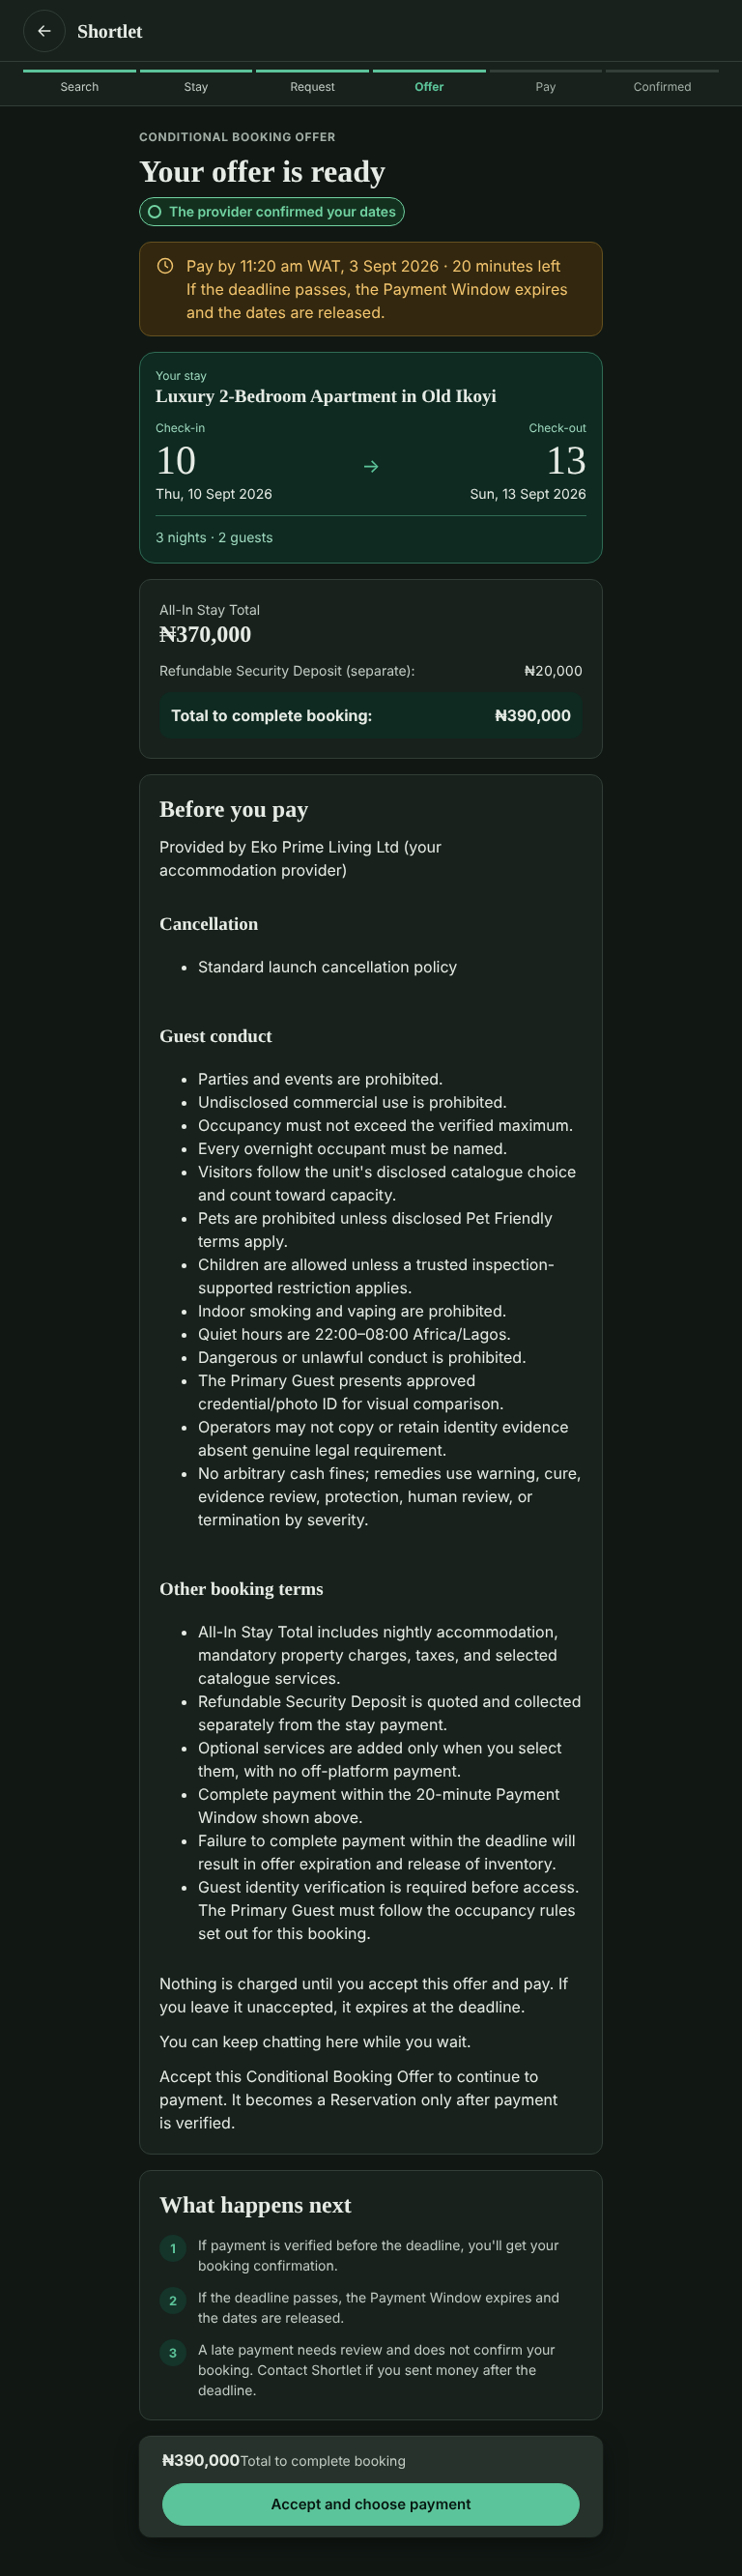 Shortlet
Search
Stay
Request
Offer
Pay
Confirmed
CONDITIONAL BOOKING OFFER
Your offer is ready
The provider confirmed your dates
Pay by 11:20 am WAT, 3 Sept 2026 · 20 minutes left
If the deadline passes, the Payment Window expires
and the dates are released.
Your stay
Luxury 2-Bedroom Apartment in Old Ikoyi
Check-in
Check-out
10
→
13
Thu, 10 Sept 2026
Sun, 13 Sept 2026
3 nights · 2 guests
All-In Stay Total
₦370,000
Refundable Security Deposit (separate):
₦20,000
Total to complete booking:
₦390,000
Before you pay
Provided by Eko Prime Living Ltd (your
accommodation provider)
Cancellation
• Standard launch cancellation policy
Guest conduct
• Parties and events are prohibited.
• Undisclosed commercial use is prohibited.
• Occupancy must not exceed the verified maximum.
• Every overnight occupant must be named.
• Visitors follow the unit's disclosed catalogue choice
and count toward capacity.
• Pets are prohibited unless disclosed Pet Friendly
terms apply.
• Children are allowed unless a trusted inspection-
supported restriction applies.
• Indoor smoking and vaping are prohibited.
• Quiet hours are 22:00–08:00 Africa/Lagos.
• Dangerous or unlawful conduct is prohibited.
• The Primary Guest presents approved
credential/photo ID for visual comparison.
• Operators may not copy or retain identity evidence
absent genuine legal requirement.
• No arbitrary cash fines; remedies use warning, cure,
evidence review, protection, human review, or
termination by severity.
Other booking terms
• All-In Stay Total includes nightly accommodation,
mandatory property charges, taxes, and selected
catalogue services.
• Refundable Security Deposit is quoted and collected
separately from the stay payment.
• Optional services are added only when you select
them, with no off-platform payment.
• Complete payment within the 20-minute Payment
Window shown above.
• Failure to complete payment within the deadline will
result in offer expiration and release of inventory.
• Guest identity verification is required before access.
The Primary Guest must follow the occupancy rules
set out for this booking.
Nothing is charged until you accept this offer and pay. If
you leave it unaccepted, it expires at the deadline.
You can keep chatting here while you wait.
Accept this Conditional Booking Offer to continue to
payment. It becomes a Reservation only after payment
is verified.
What happens next
1 If payment is verified before the deadline, you'll get your
booking confirmation.
2 If the deadline passes, the Payment Window expires and
the dates are released.
3 A late payment needs review and does not confirm your
booking. Contact Shortlet if you sent money after the
deadline.
₦390,000Total to complete booking
Accept and choose payment